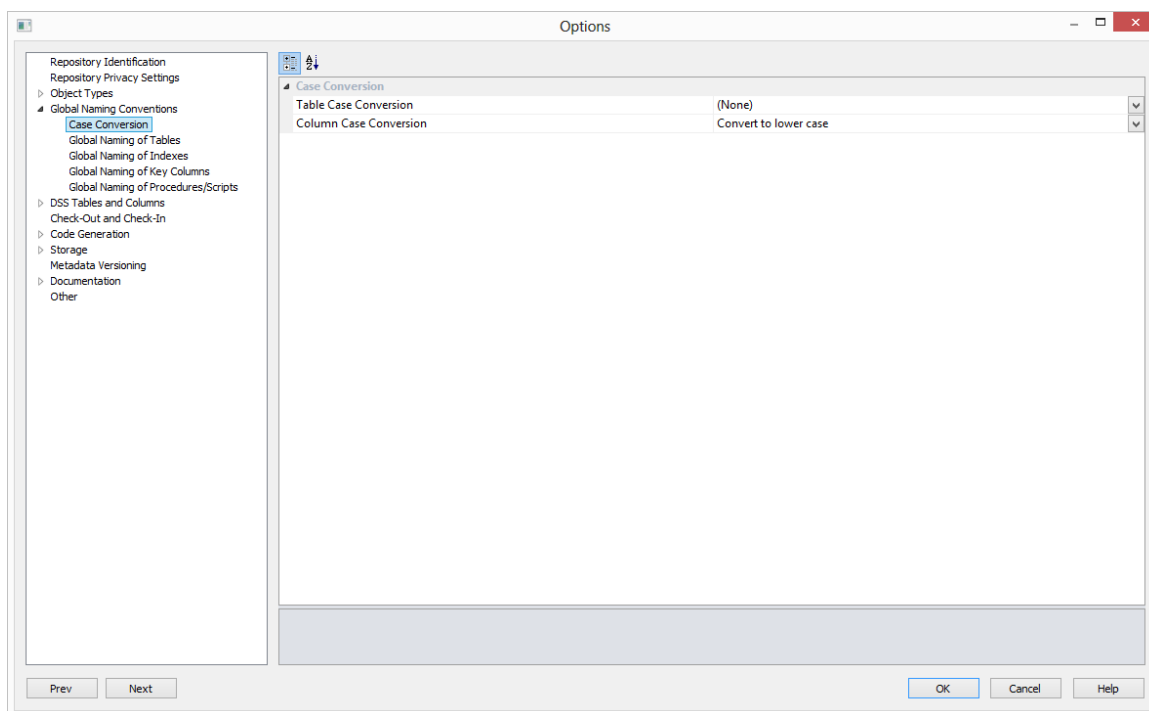 Options
Repository Identification
Repository Privacy Settings
Object Types
Global Naming Conventions
Case Conversion
Global Naming of Tables
Global Naming of Indexes
Global Naming of Key Columns
Global Naming of Procedures/Scripts
DSS Tables and Columns
Check-Out and Check-In
Code Generation
Storage
Metadata Versioning
Documentation
Other
Case Conversion
Table Case Conversion (None)
Column Case Conversion Convert to lower case
Prev Next OK Cancel Help